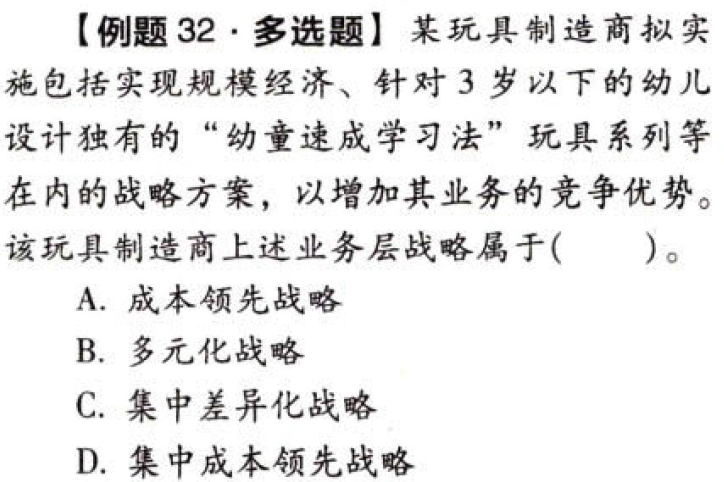 【例题 32·多选题】某玩具制造商拟实
施包括实现规模经济、针对 3 岁以下的幼儿
设计独有的“幼童速成学习法”玩具系列等
在内的战略方案，以增加其业务的竞争优势。
该玩具制造商上述业务层战略属于(　　)。
A. 成本领先战略
B. 多元化战略
C. 集中差异化战略
D. 集中成本领先战略